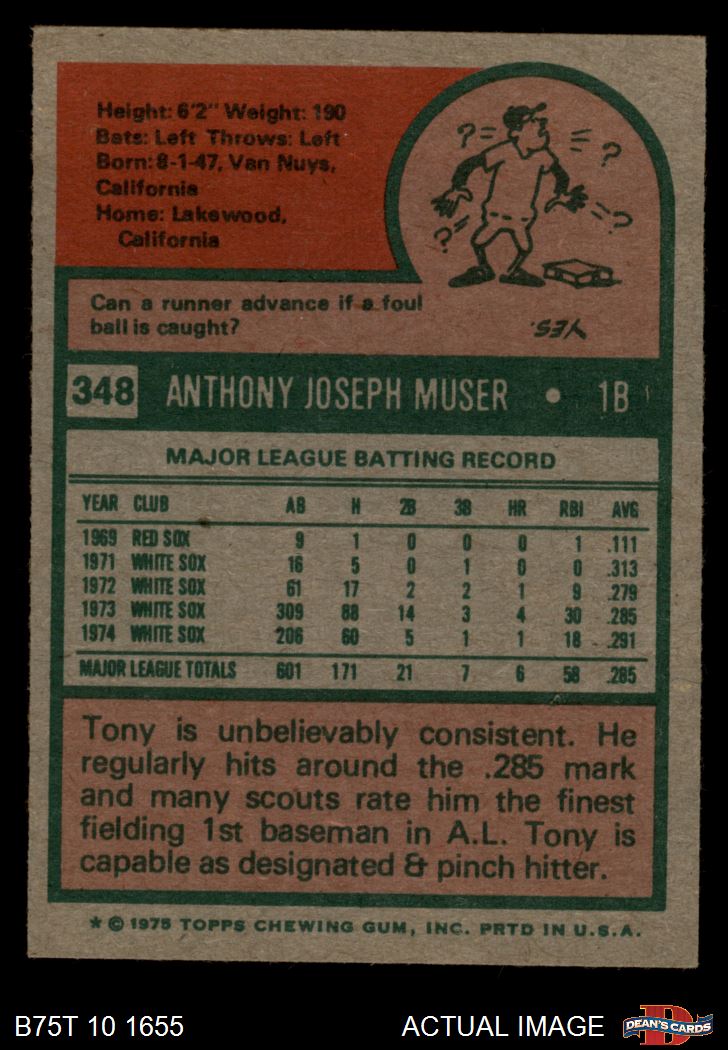 Height: 6'2" Weight: 190
Bats: Left Throws: Left
Born: 8-1-47, Van Nuys,
California
Home: Lakewood,
California
? ? ? ?
Can a runner advance if a foul
ball is caught?
YES.
348 ANTHONY JOSEPH MUSER • 1B
MAJOR LEAGUE BATTING RECORD
YEAR CLUB AB H 2B 3B HR RBI AVG
1969 RED SOX 9 1 0 0 0 1 .111
1971 WHITE SOX 16 5 0 1 0 0 .313
1972 WHITE SOX 61 17 2 2 1 9 .279
1973 WHITE SOX 309 88 14 3 4 30 .285
1974 WHITE SOX 206 60 5 1 1 18 .291
MAJOR LEAGUE TOTALS 601 171 21 7 6 58 .285
Tony is unbelievably consistent. He
regularly hits around the .285 mark
and many scouts rate him the finest
fielding 1st baseman in A.L. Tony is
capable as designated & pinch hitter.
* © 1975 TOPPS CHEWING GUM, INC. PRTD IN U.S.A.
B75T 10 1655 ACTUAL IMAGE
D
DEAN'S CARDS